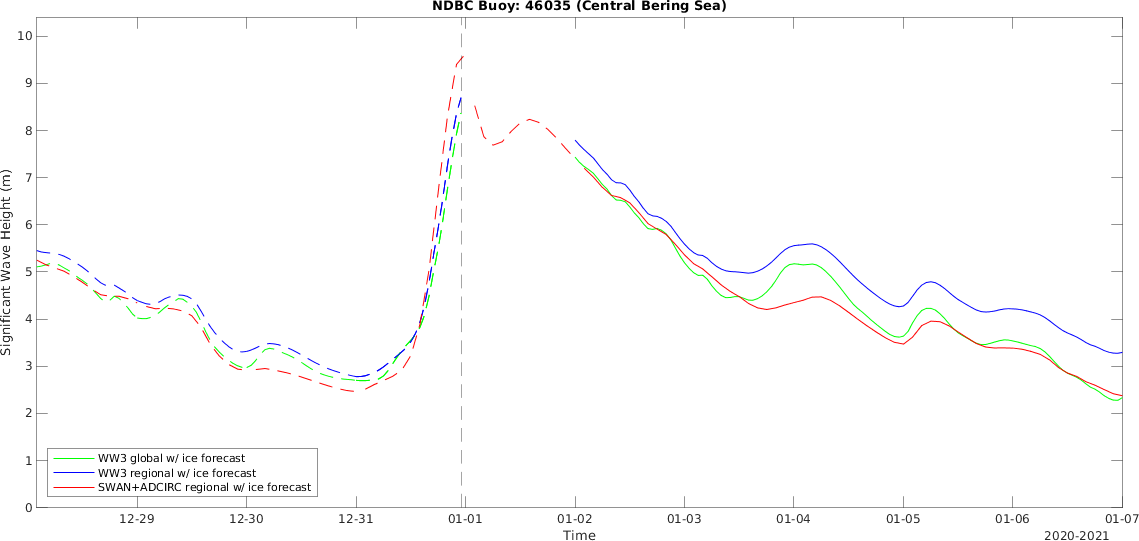 NDBC Buoy: 46035 (Central Bering Sea)
Significant Wave Height (m)
10
9
8
7
6
5
4
3
2
1
0
WW3 global w/ ice forecast
WW3 regional w/ ice forecast
SWAN+ADCIRC regional w/ ice forecast
12-29 12-30 12-31 01-01 01-02 01-03 01-04 01-05 01-06 01-07
Time
2020-2021